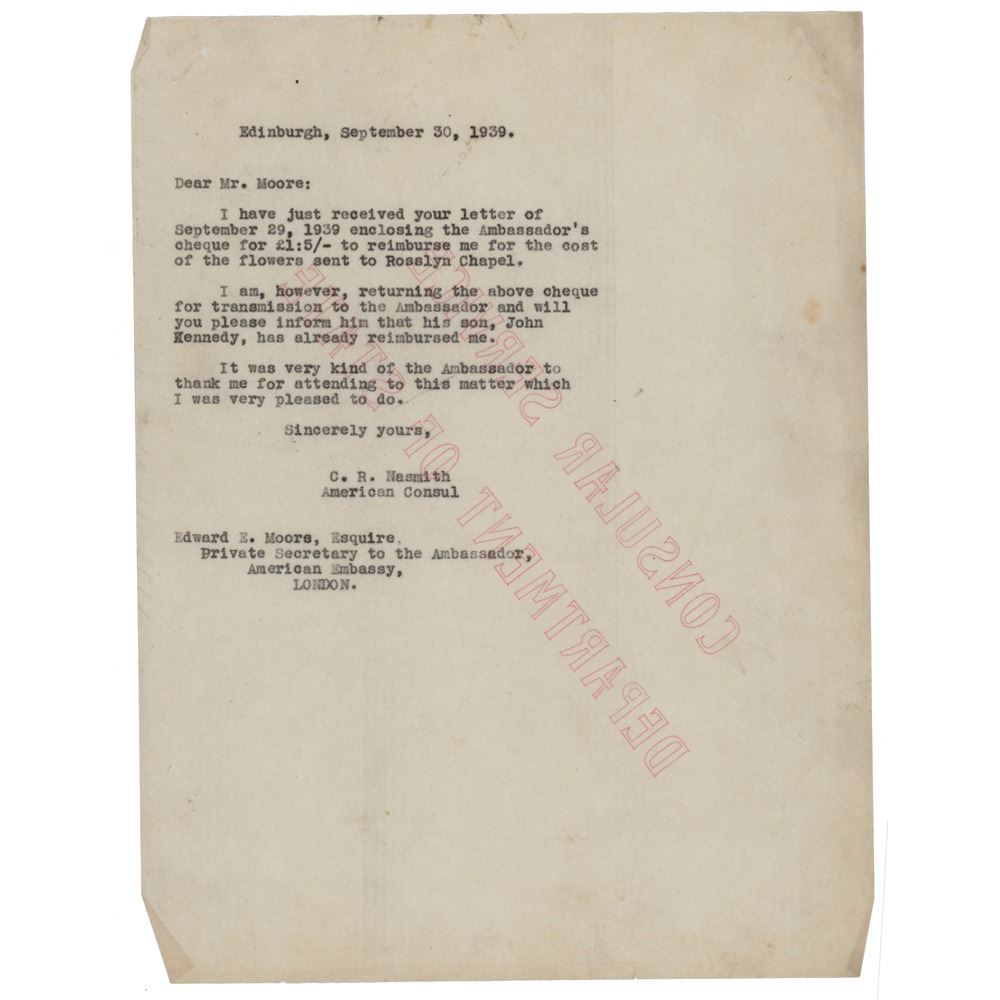 Edinburgh, September 30, 1939.
Dear Mr. Moore:
I have just received your letter of
September 29, 1939 enclosing the Ambassador's
cheque for £1:5/- to reimburse me for the cost
of the flowers sent to Rosslyn Chapel.
I am, however, returning the above cheque
for transmission to the Ambassador and will
you please inform him that his son, John
Kennedy, has already reimbursed me.
It was very kind of the Ambassador to
thank me for attending to this matter which
I was very pleased to do.
Sincerely yours,
C. R. Nasmith
American Consul
Edward E. Moors, Esquire,
Private Secretary to the Ambassador,
American Embassy,
LONDON.
DEPARTMENT OF STATE
CONSULAR SERVICE